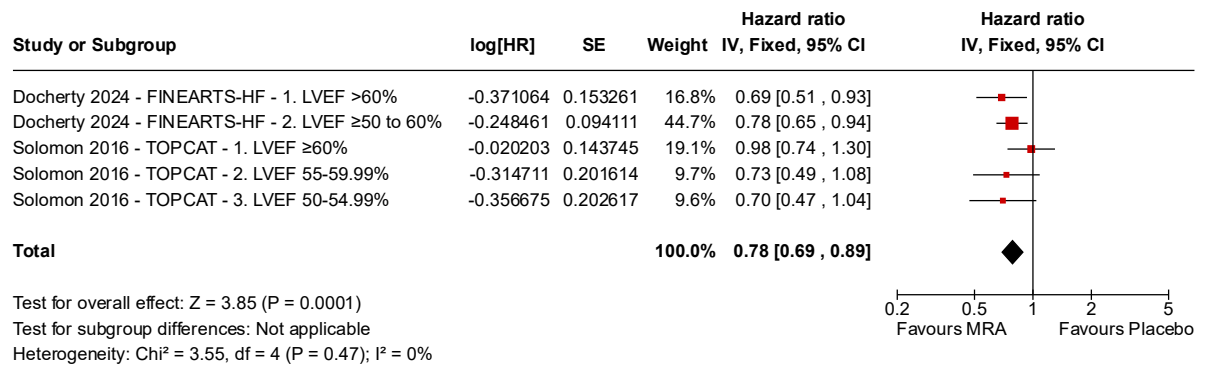 Hazard ratio Hazard ratio
Study or Subgroup log[HR] SE Weight IV, Fixed, 95% CI IV, Fixed, 95% CI
Docherty 2024 - FINEARTS-HF - 1. LVEF >60% -0.371064 0.153261 16.8% 0.69 [0.51 , 0.93]
Docherty 2024 - FINEARTS-HF - 2. LVEF ≥50 to 60% -0.248461 0.094111 44.7% 0.78 [0.65 , 0.94]
Solomon 2016 - TOPCAT - 1. LVEF ≥60% -0.020203 0.143745 19.1% 0.98 [0.74 , 1.30]
Solomon 2016 - TOPCAT - 2. LVEF 55-59.99% -0.314711 0.201614 9.7% 0.73 [0.49 , 1.08]
Solomon 2016 - TOPCAT - 3. LVEF 50-54.99% -0.356675 0.202617 9.6% 0.70 [0.47 , 1.04]
Total 100.0% 0.78 [0.69 , 0.89]
Test for overall effect: Z = 3.85 (P = 0.0001)
Test for subgroup differences: Not applicable
Heterogeneity: Chi² = 3.55, df = 4 (P = 0.47); I² = 0%
0.2 0.5 1 2 5
Favours MRA Favours Placebo